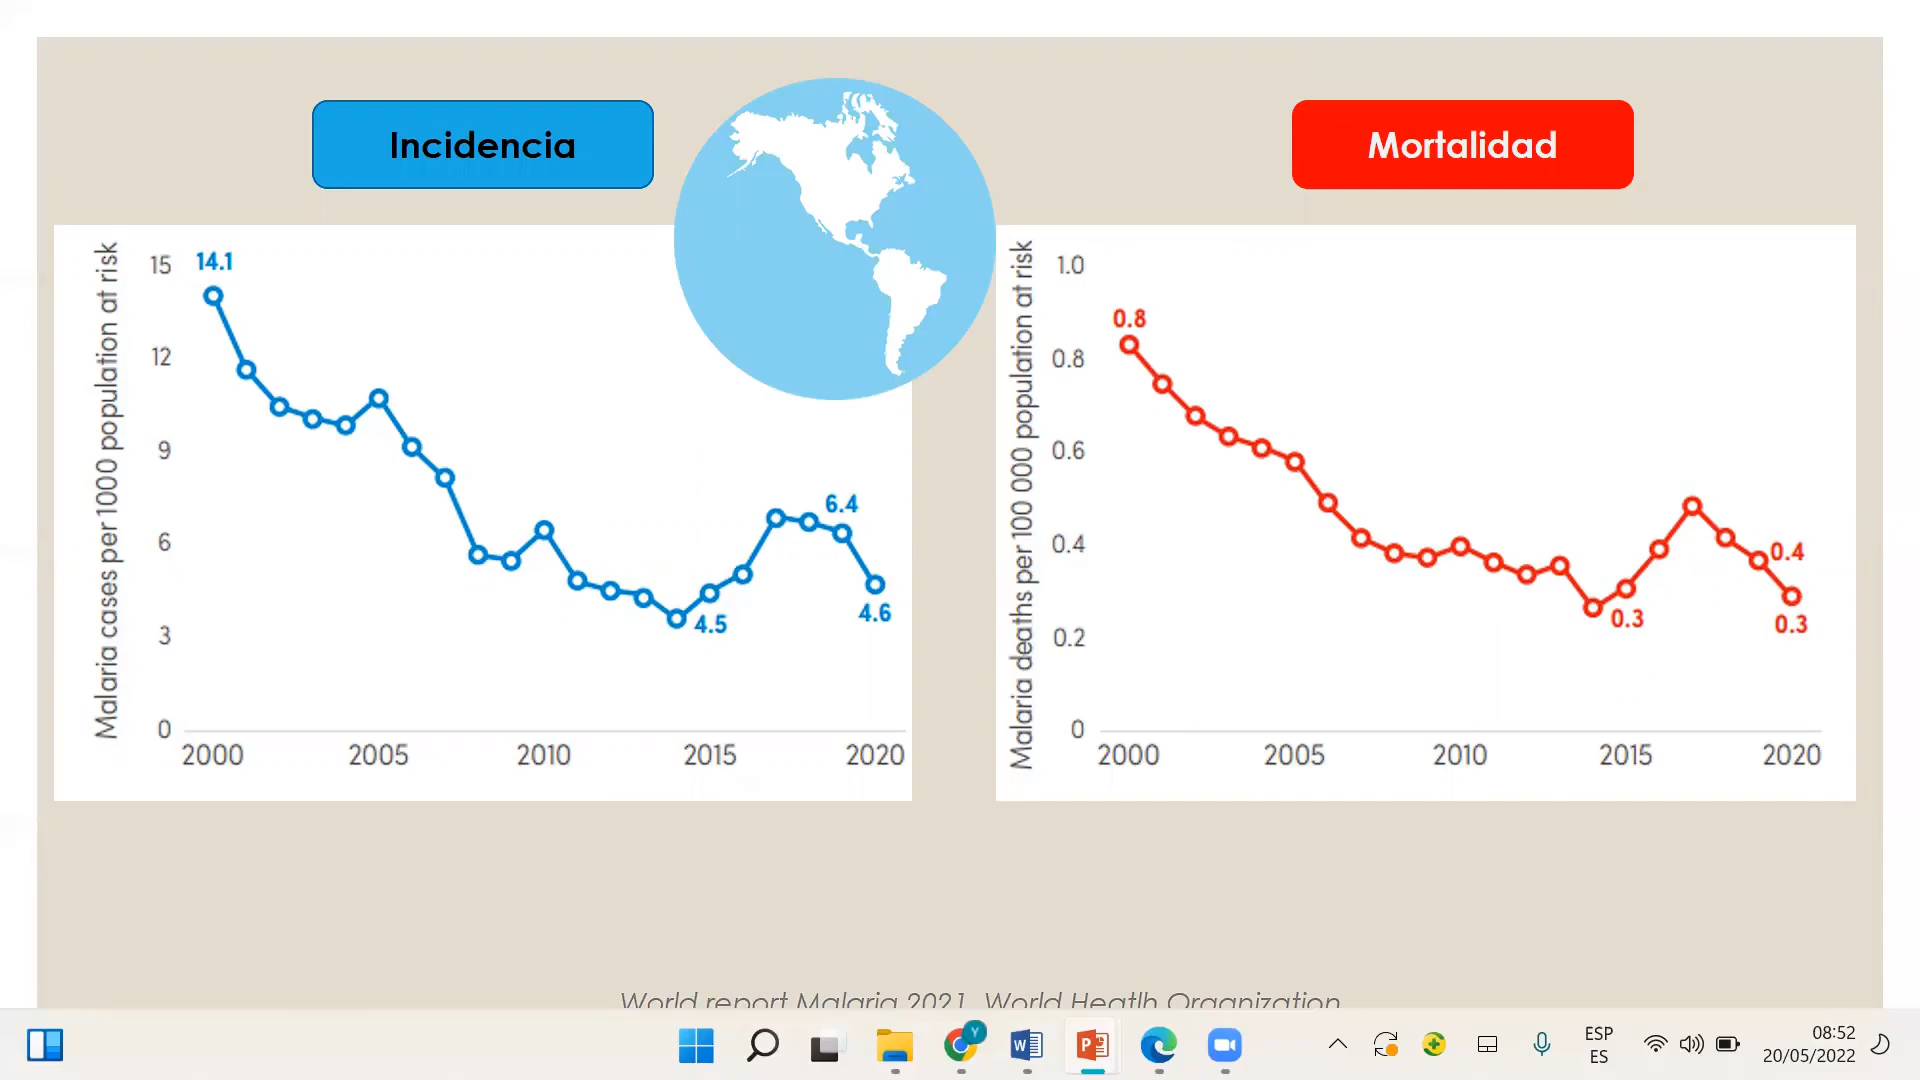 Incidencia
Mortalidad
Malaria cases per 1000 population at risk
15
12
9
6
3
0
14.1
4.5
6.4
4.6
2000 2005 2010 2015 2020
Malaria deaths per 100 000 population at risk
1.0
0.8
0.6
0.4
0.2
0
0.8
0.3
0.4
0.3
2000 2005 2010 2015 2020
World report Malaria 2021. World Heatlh Organization
Y
W
P
ESP
ES
08:52
20/05/2022